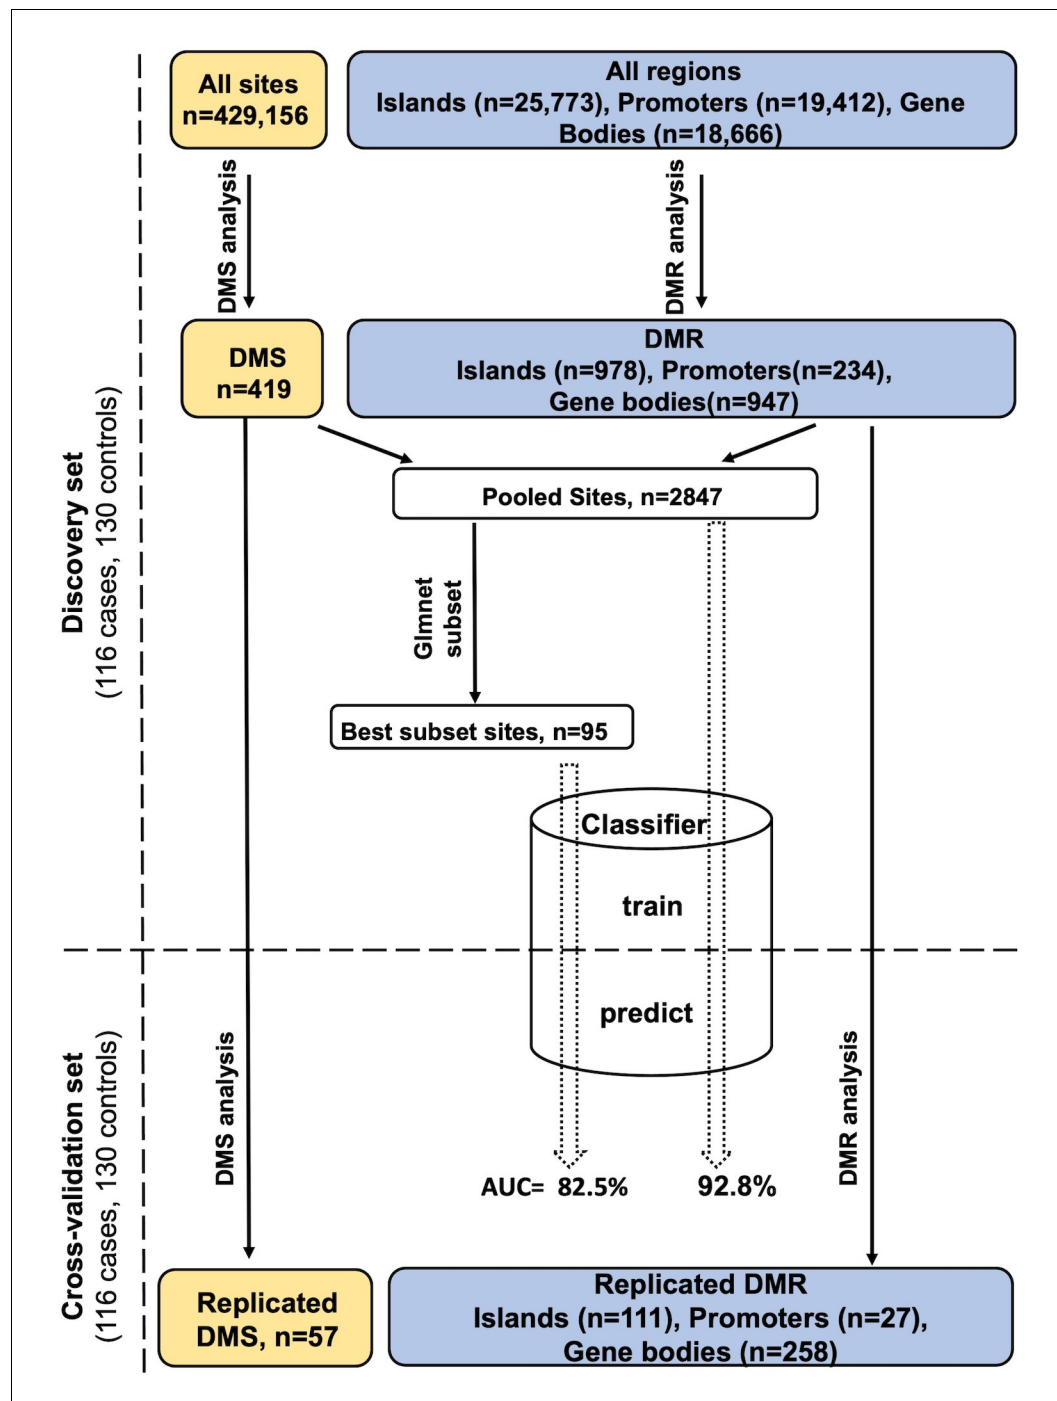 All sites
n=429,156
All regions
Islands (n=25,773), Promoters (n=19,412), Gene
Bodies (n=18,666)
DMS analysis
DMR analysis
DMS
n=419
DMR
Islands (n=978), Promoters(n=234),
Gene bodies(n=947)
Pooled Sites, n=2847
Glmnet
subset
Best subset sites, n=95
Discovery set
(116 cases, 130 controls)
Classifier
train
predict
Cross-validation set
(116 cases, 130 controls)
DMS analysis
DMR analysis
AUC= 82.5%
92.8%
Replicated
DMS, n=57
Replicated DMR
Islands (n=111), Promoters (n=27),
Gene bodies (n=258)